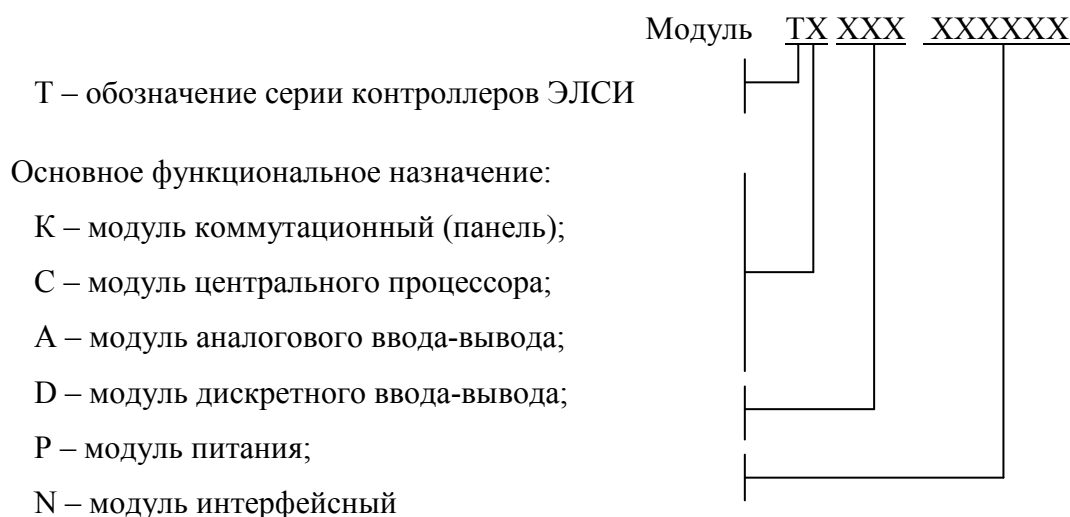 Модуль ТХ ХХХ ХХХХХХ
Т – обозначение серии контроллеров ЭЛСИ
Основное функциональное назначение:
К – модуль коммутационный (панель);
С – модуль центрального процессора;
А – модуль аналогового ввода-вывода;
D – модуль дискретного ввода-вывода;
Р – модуль питания;
N – модуль интерфейсный